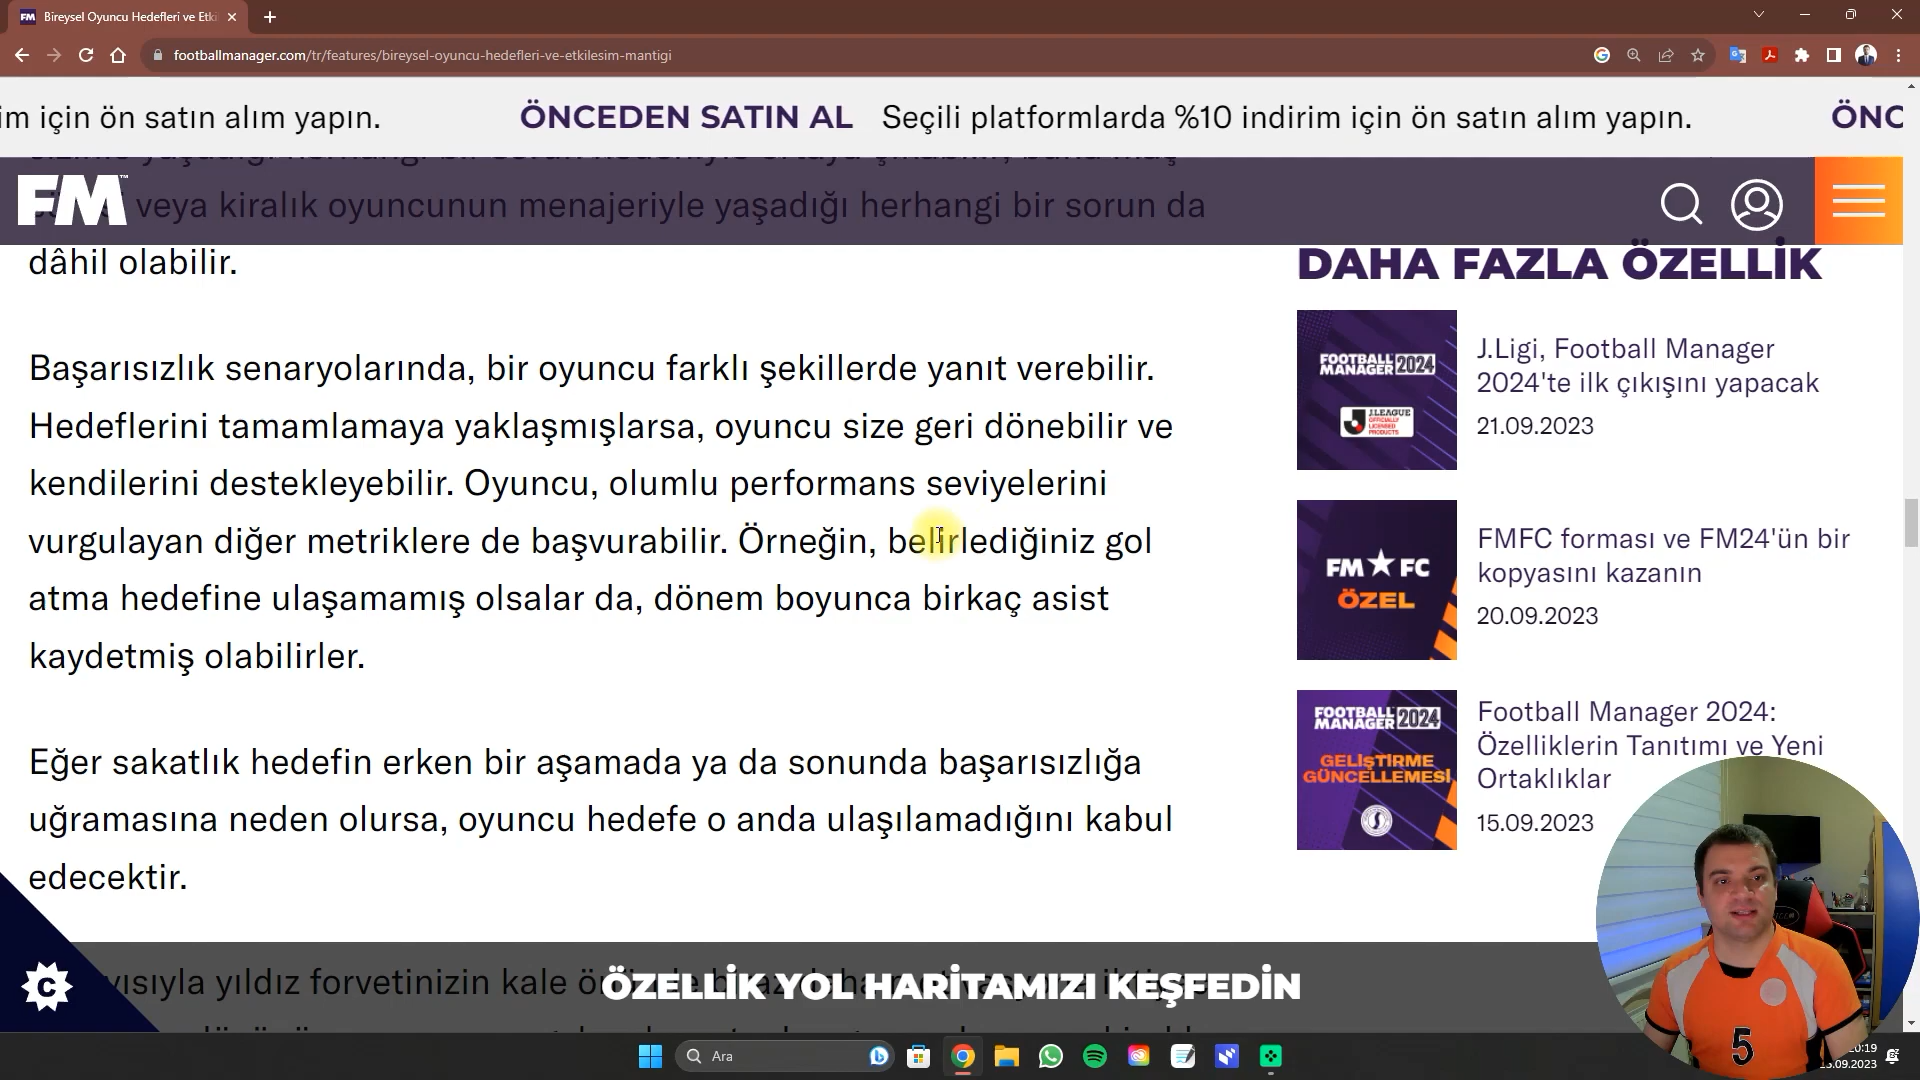 Bireysel Oyuncu Hedefleri ve Etki
footballmanager.com/tr/features/bireysel-oyuncu-hedefleri-ve-etkilesim-mantigi
im için ön satın alım yapın. ÖNCEDEN SATIN AL Seçili platformlarda %10 indirim için ön satın alım yapın. ÖNC
FM
veya kiralık oyuncunun menajeriyle yaşadığı herhangi bir sorun da
dâhil olabilir.
Başarısızlık senaryolarında, bir oyuncu farklı şekillerde yanıt verebilir.
Hedeflerini tamamlamaya yaklaşmışlarsa, oyuncu size geri dönebilir ve
kendilerini destekleyebilir. Oyuncu, olumlu performans seviyelerini
vurgulayan diğer metriklere de başvurabilir. Örneğin, belirlediğiniz gol
atma hedefine ulaşamamış olsalar da, dönem boyunca birkaç asist
kaydetmiş olabilirler.
Eğer sakatlık hedefin erken bir aşamada ya da sonunda başarısızlığa
uğramasına neden olursa, oyuncu hedefe o anda ulaşılamadığını kabul
edecektir.
yıldız forvetinizin kale
ÖZELLİK YOL HARİTAMIZI KEŞFEDİN
DAHA FAZLA ÖZELLİK
FOOTBALL
MANAGER 2024
J.LEAGUE
OFFICIALLY
LICENSED
PRODUCTS
J.Ligi, Football Manager
2024'te ilk çıkışını yapacak
21.09.2023
FM FC
ÖZEL
FMFC forması ve FM24'ün bir
kopyasını kazanın
20.09.2023
FOOTBALL
MANAGER 2024
GELİŞTİRME
GÜNCELLEMESİ
Football Manager 2024:
Özelliklerin Tanıtımı ve Yeni
Ortaklıklar
15.09.2023
5
C
Ara